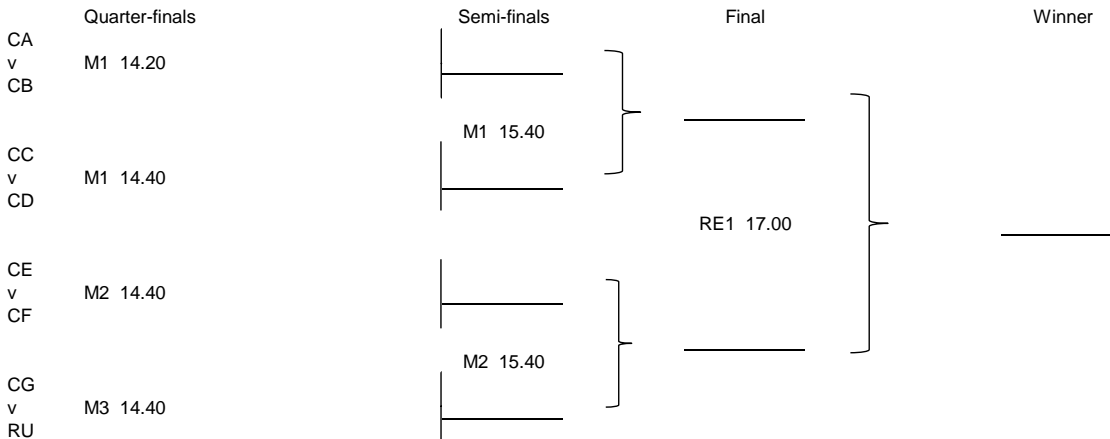 Quarter-finals Semi-finals Final Winner
CA
v M1 14.20
CB
M1 15.40
CC
v M1 14.40
CD
RE1 17.00
CE
v M2 14.40
CF
M2 15.40
CG
v M3 14.40
RU